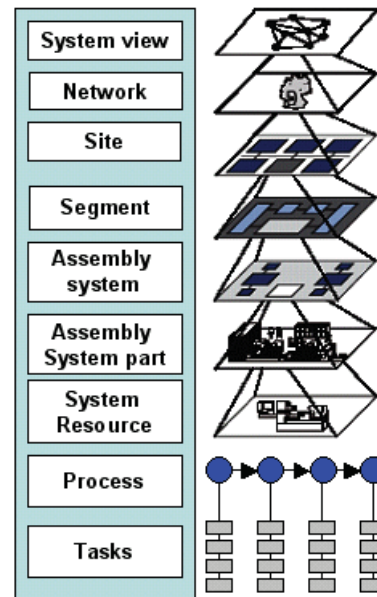 System view
Network
Site
Segment
Assembly
system
Assembly
System part
System
Resource
Process
Tasks